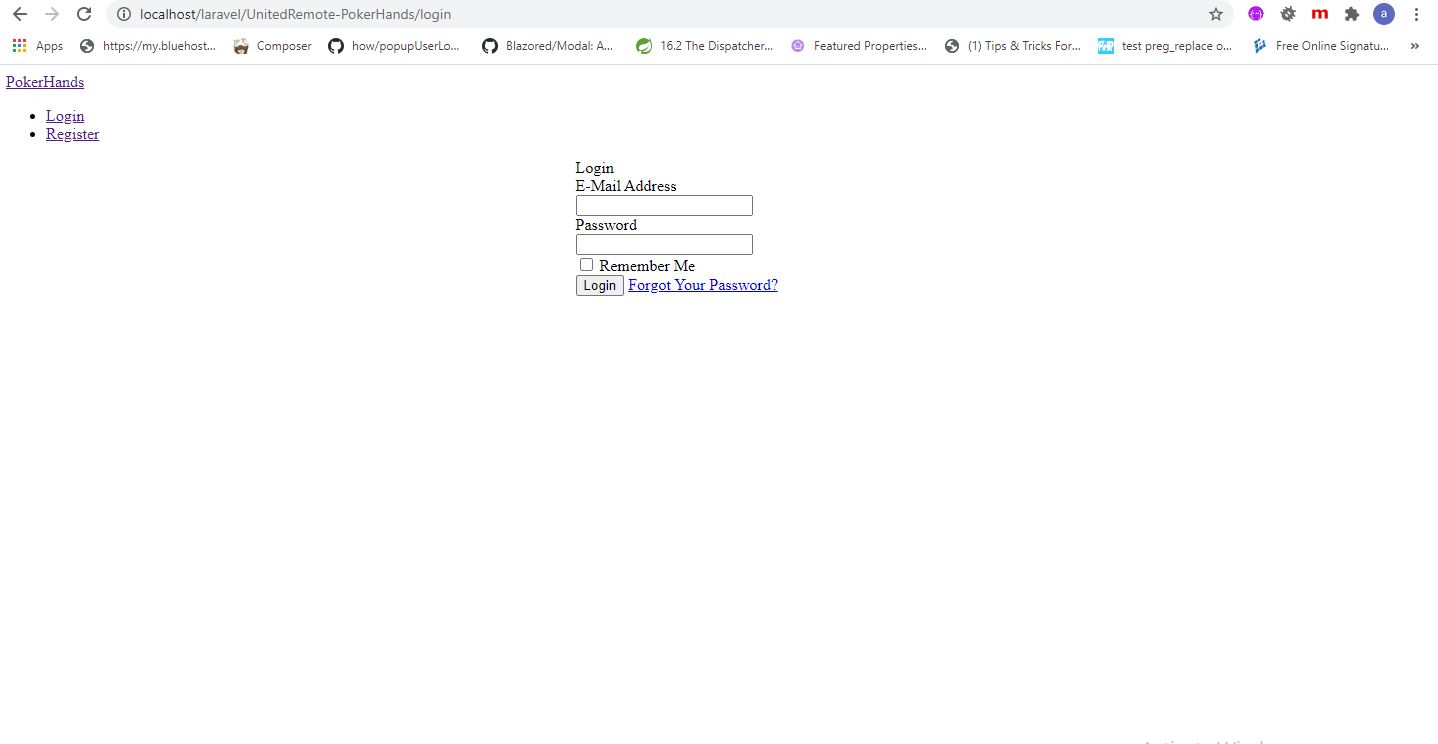 localhost/laravel/UnitedRemote-PokerHands/login
a
Apps https://my.bluehost... Composer how/popupUserLo... Blazored/Modal: A... 16.2 The Dispatcher... Featured Properties... (1) Tips & Tricks For... test preg_replace o... Free Online Signatu... »
PokerHands
Login
Register
Login
E-Mail Address
Password
Remember Me
Login Forgot Your Password?